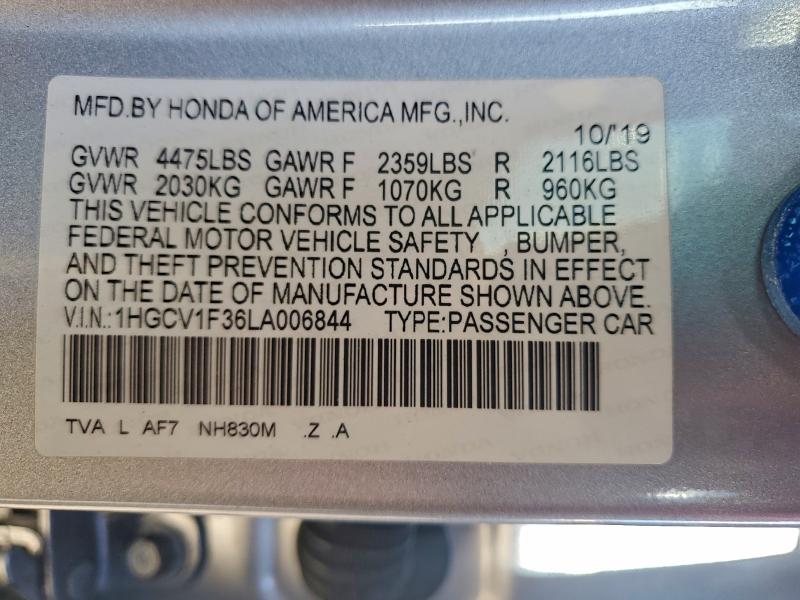 MFD.BY HONDA OF AMERICA MFG.,INC.
10/'19
GVWR 4475LBS GAWR F 2359LBS R 2116LBS
GVWR 2030KG GAWR F 1070KG R 960KG
THIS VEHICLE CONFORMS TO ALL APPLICABLE
FEDERAL MOTOR VEHICLE SAFETY , BUMPER,
AND THEFT PREVENTION STANDARDS IN EFFECT
ON THE DATE OF MANUFACTURE SHOWN ABOVE.
V.I.N.:1HGCV1F36LA006844 TYPE:PASSENGER CAR
TVA L AF7 NH830M .Z .A